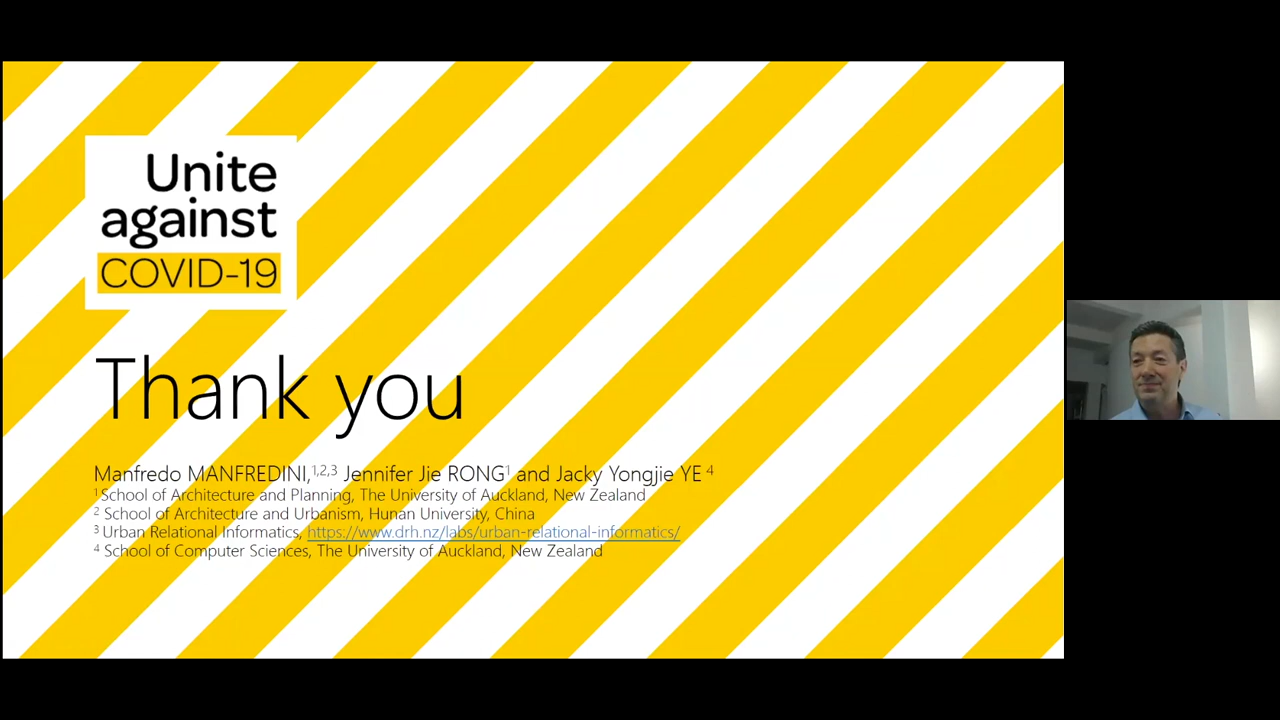 Unite
against
COVID-19
Thank you
Manfredo MANFREDINI,1,2,3 Jennifer Jie RONG1 and Jacky Yongjie YE 4
1 School of Architecture and Planning, The University of Auckland, New Zealand
2 School of Architecture and Urbanism, Hunan University, China
3 Urban Relational Informatics, https://www.drh.nz/labs/urban-relational-informatics/
4 School of Computer Sciences, The University of Auckland, New Zealand